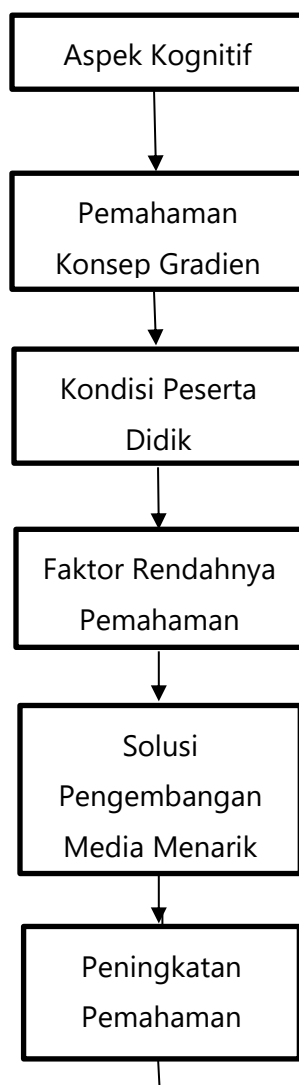 Aspek Kognitif
Pemahaman
Konsep Gradien
Kondisi Peserta
Didik
Faktor Rendahnya
Pemahaman
Solusi
Pengembangan
Media Menarik
Peningkatan
Pemahaman